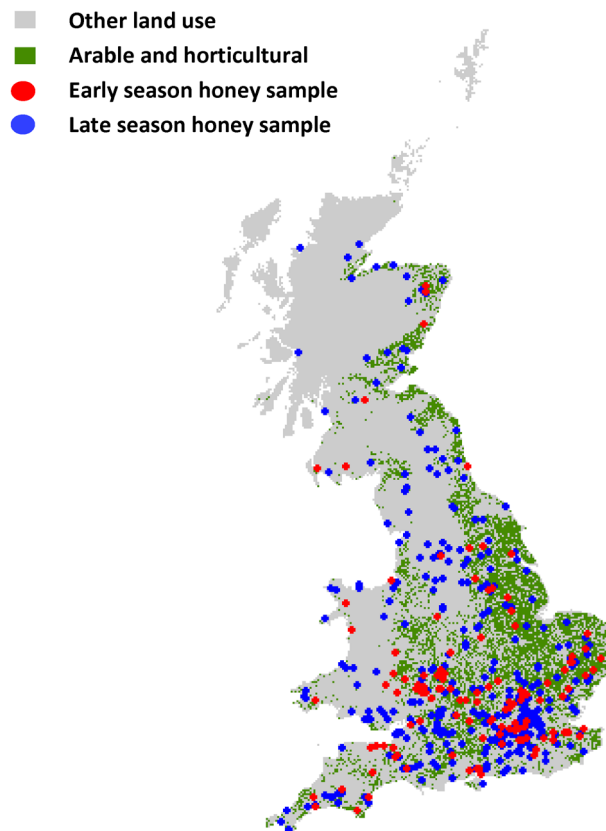 Other land use
Arable and horticultural
Early season honey sample
Late season honey sample